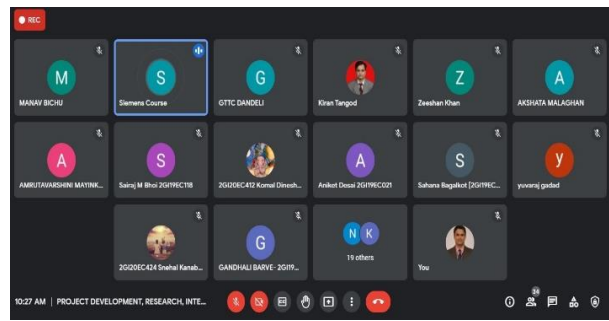 REC
M
MANAV BICHU
S
Siemens Course
G
GTTC DANDELI
Kiran Tangod
Z
Zeeshan Khan
A
AKSHATA MALAGHAN
A
AMRUTAVARSHINI MAYINK...
S
Sairaj M Bhoi 2GI19EC118
2GI20EC412 Komal Dinesh...
A
Aniket Desai 2GI19EC021
S
Sahana Bagalkot [2GI19EC...
y
yuvaraj gadad
2GI20EC424 Snehal Kanab...
G
GANDHALI BARVE- 2GI19...
N K
19 others
You
10:27 AM | PROJECT DEVELOPMENT, RESEARCH, INTE...
34